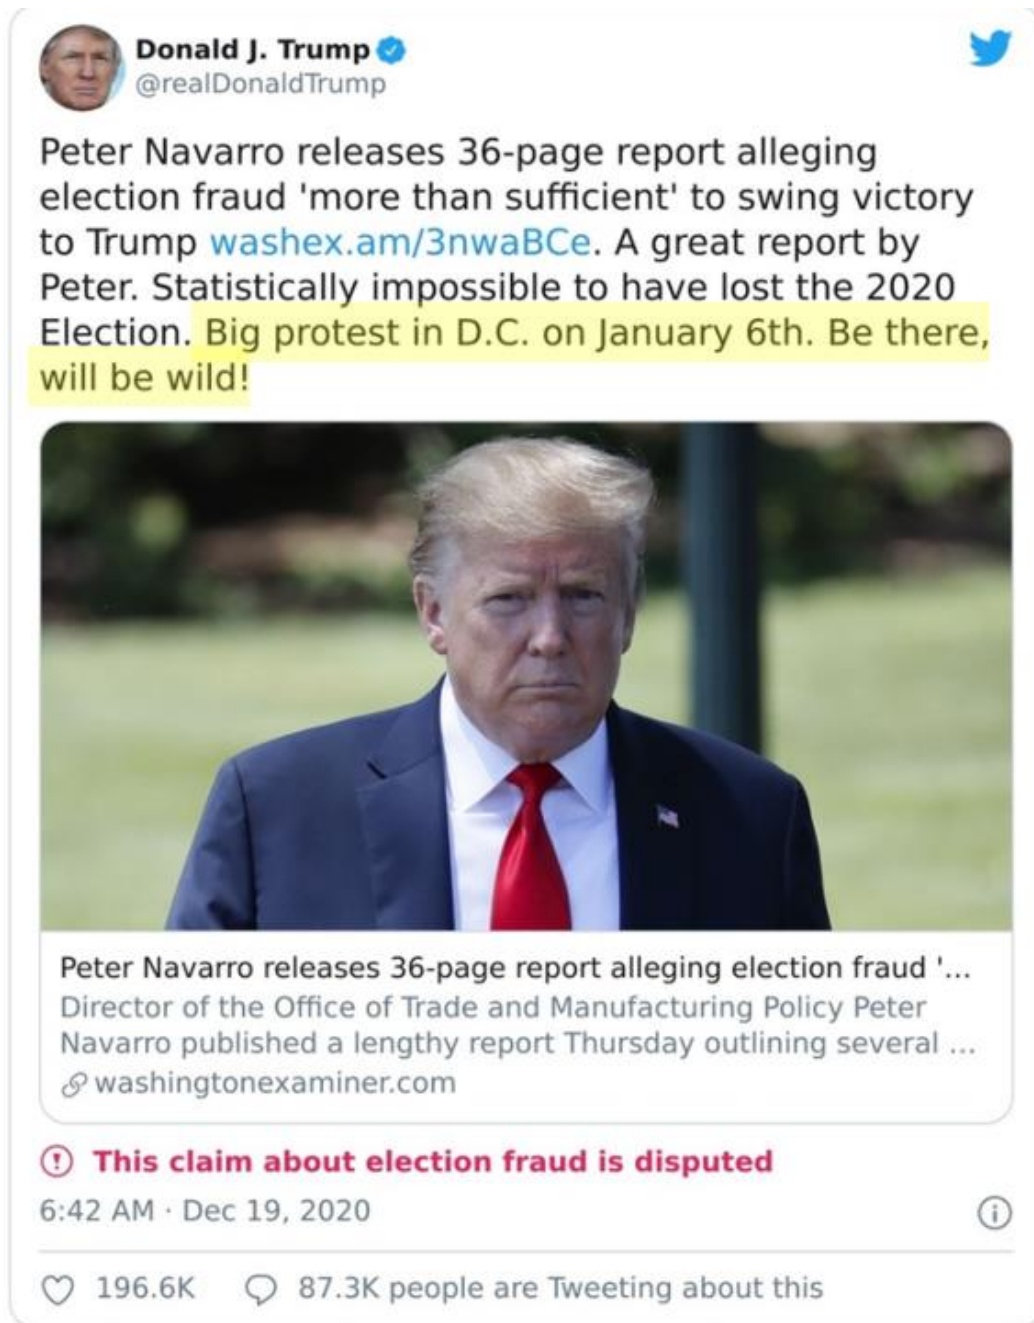 Donald J. Trump
@realDonaldTrump
Peter Navarro releases 36-page report alleging
election fraud 'more than sufficient' to swing victory
to Trump washex.am/3nwaBCe. A great report by
Peter. Statistically impossible to have lost the 2020
Election. Big protest in D.C. on January 6th. Be there,
will be wild!
Peter Navarro releases 36-page report alleging election fraud '...
Director of the Office of Trade and Manufacturing Policy Peter
Navarro published a lengthy report Thursday outlining several ...
washingtonexaminer.com
This claim about election fraud is disputed
6:42 AM · Dec 19, 2020
196.6K 87.3K people are Tweeting about this